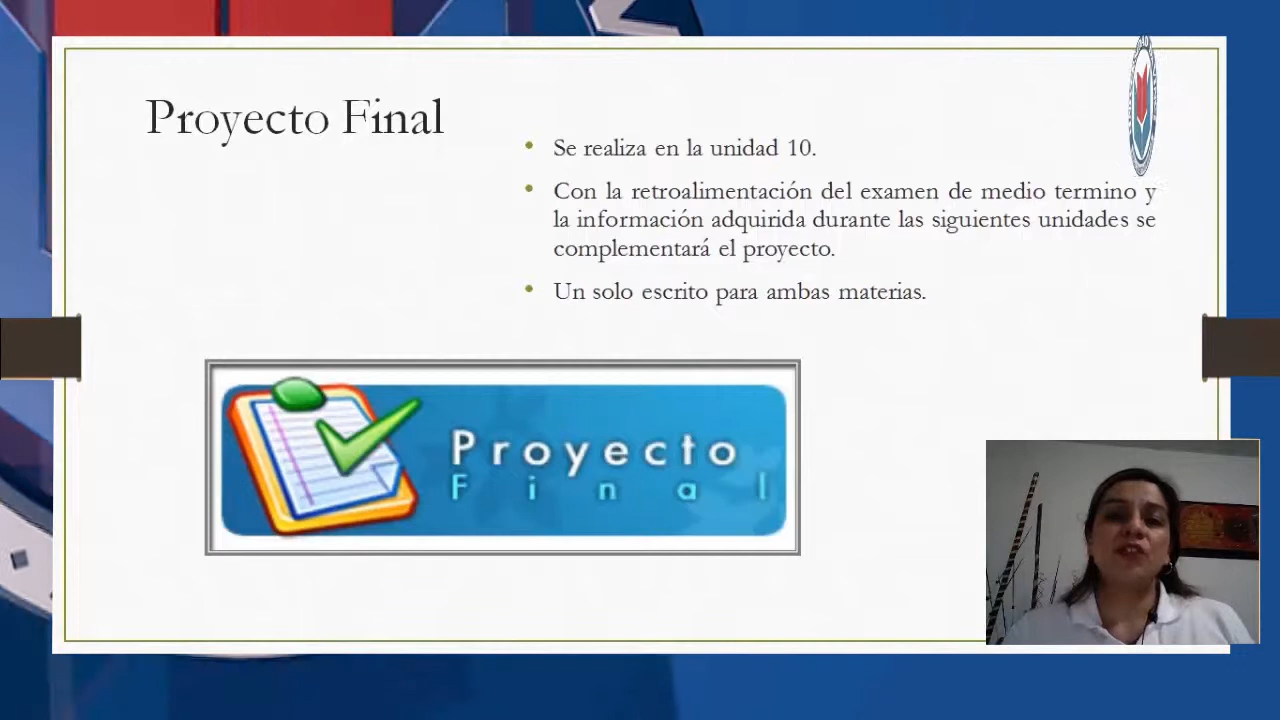 Proyecto Final
• Se realiza en la unidad 10.
• Con la retroalimentación del examen de medio termino y
la información adquirida durante las siguientes unidades se
complementará el proyecto.
• Un solo escrito para ambas materias.
Proyecto
Final